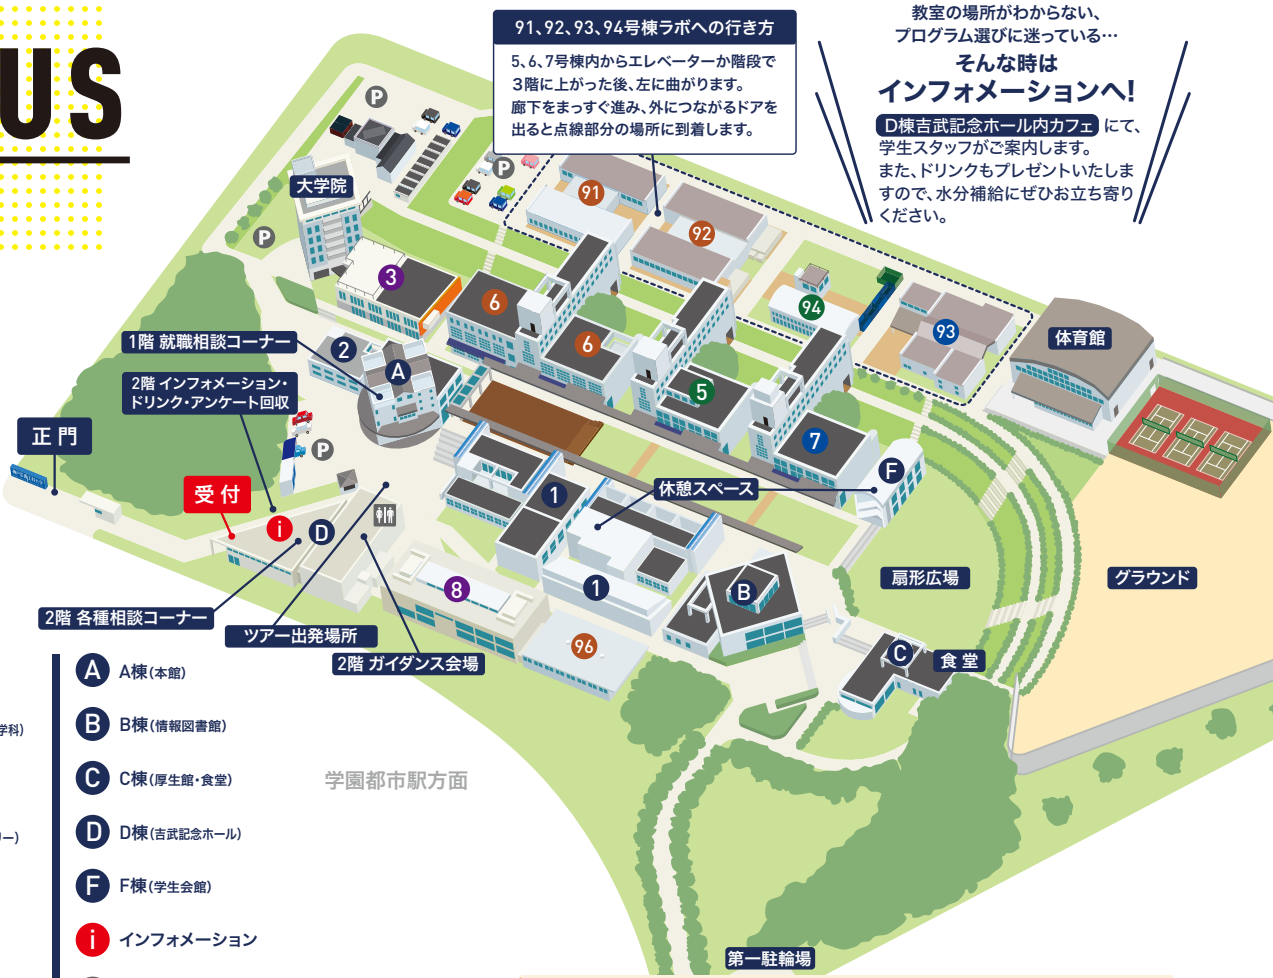 US
91、92、93、94号棟ラボへの行き方
5、6、7号棟内からエレベーターか階段で
3階に上がった後、左に曲がります。
廊下をまっすぐ進み、外につながるドアを
出ると点線部分の場所に到着します。
教室の場所がわからない、
プログラム選びに迷っている…
そんな時は
インフォメーションへ!
D棟吉武記念ホール内カフェ にて、
学生スタッフがご案内します。
また、ドリンクもプレゼントいたしま
すので、水分補給にぜひお立ち寄り
ください。
P
P
大学院
91
92
P
3
6
94
93
6
体育館
1階 就職相談コーナー
2
A
5
2階 インフォメーション・
ドリンク・アンケート回収
正門
P
7
F
受付
1
休憩スペース
i
D
扇形広場
グラウンド
8
1
B
2階 各種相談コーナー
ツアー出発場所
96
C
食堂
2階 ガイダンス会場
A A棟(本館)
学科)
B B棟(情報図書館)
C C棟(厚生館・食堂)
学園都市駅方面
D D棟(吉武記念ホール)
ー)
F F棟(学生会館)
i インフォメーション
第一駐輪場